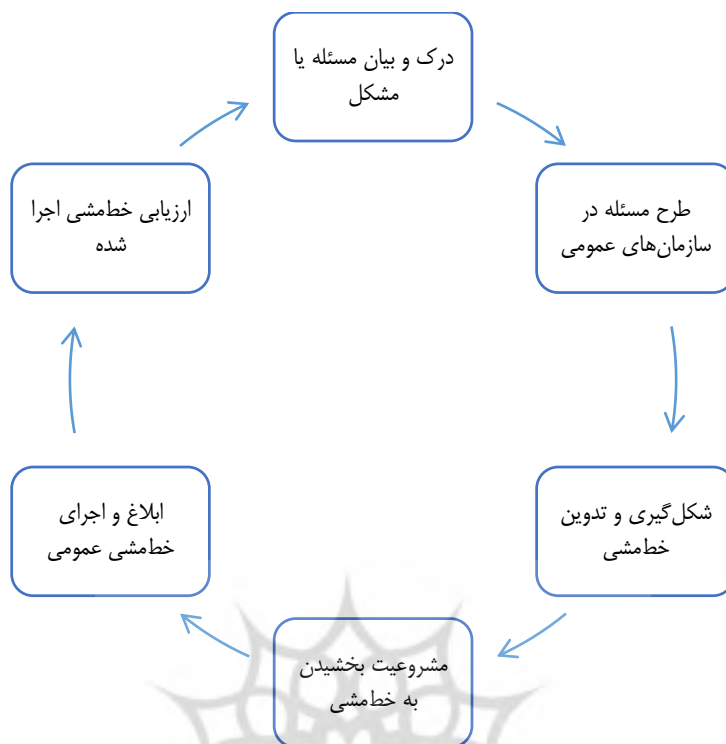 درک و بیان مسئله یا
مشکل
طرح مسئله در
سازمان‌های عمومی
شکل‌گیری و تدوین
خط‌مشی
مشروعیت بخشیدن
به خط‌مشی
ابلاغ و اجرای
خط‌مشی عمومی
ارزیابی خط‌مشی اجرا
شده